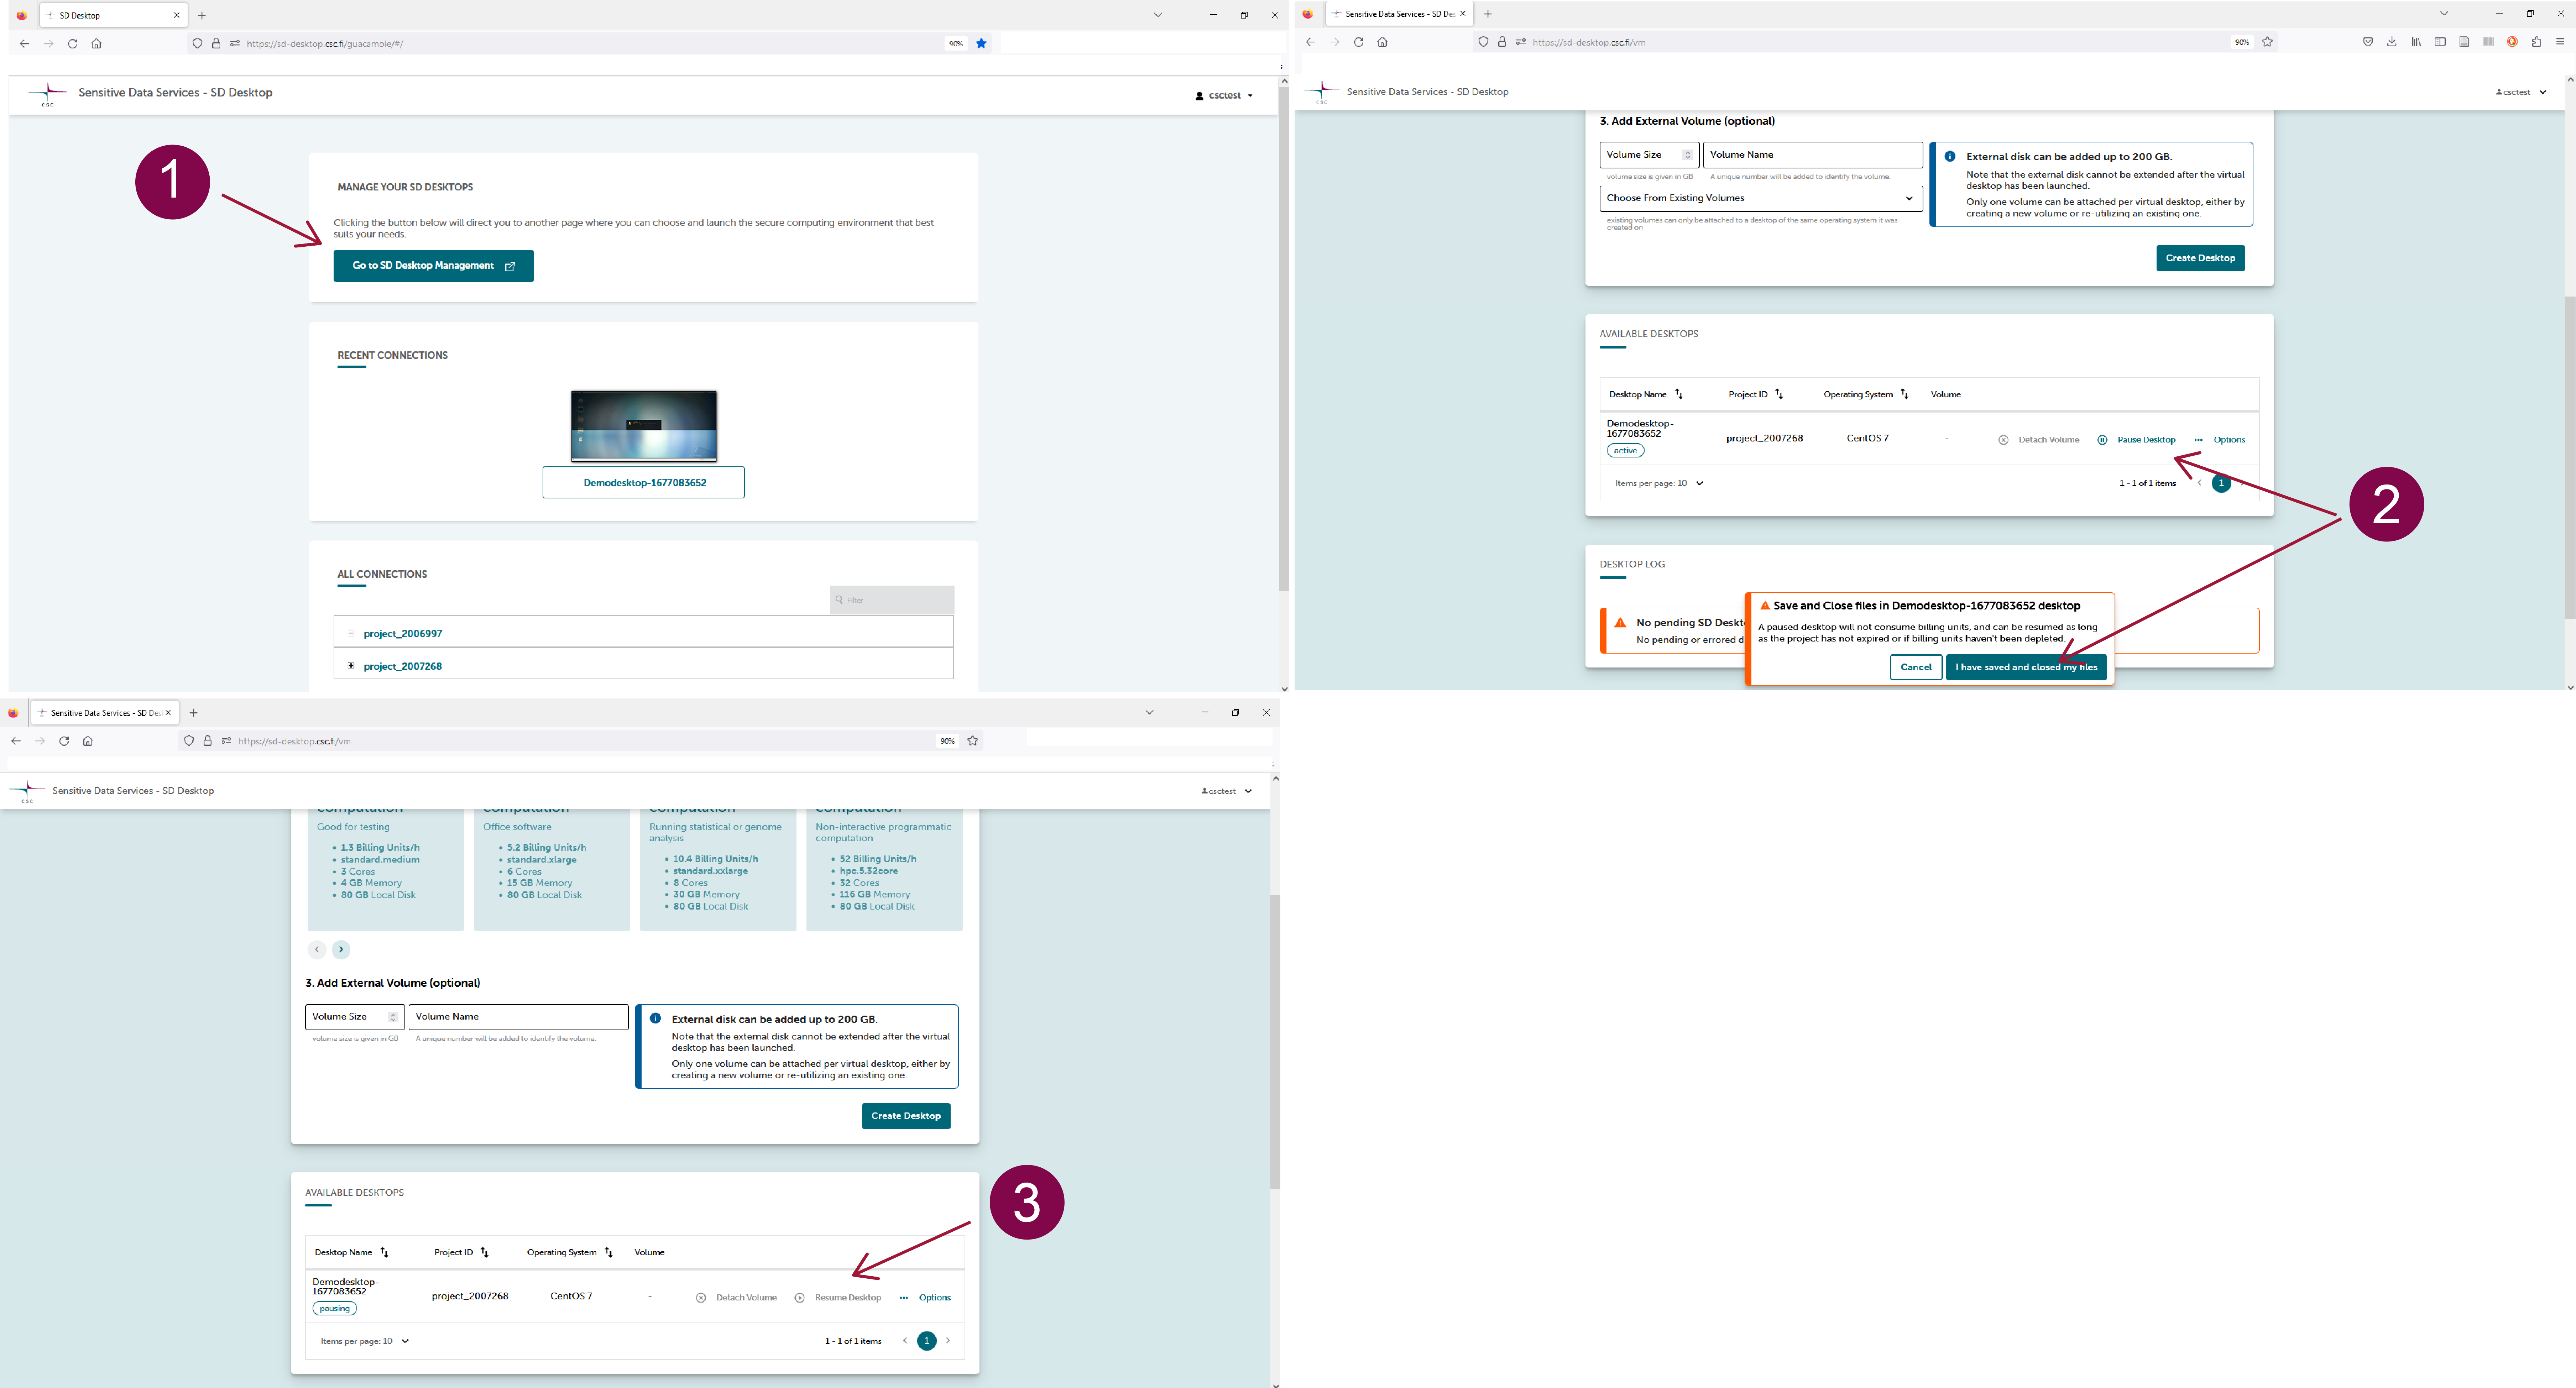 SD Desktop
https://sd-desktop.csc.fi/guacamole/#/
90%
CSC
Sensitive Data Services - SD Desktop
csctest
1
MANAGE YOUR SD DESKTOPS
Clicking the button below will direct you to another page where you can choose and launch the secure computing environment that best
suits your needs.
Go to SD Desktop Management
RECENT CONNECTIONS
Demodesktop-1677083652
ALL CONNECTIONS
Filter
project_2006997
project_2007268
Sensitive Data Services - SD Des
https://sd-desktop.csc.fi/vm
90%
CSC
Sensitive Data Services - SD Desktop
csctest
3. Add External Volume (optional)
Volume Size
Volume Name
volume size is given in GB
A unique number will be added to identify the volume.
Choose From Existing Volumes
existing volumes can only be attached to a desktop of the same operating system it was
created on
External disk can be added up to 200 GB.
Note that the external disk cannot be extended after the virtual
desktop has been launched.
Only one volume can be attached per virtual desktop, either by
creating a new volume or re-utilizing an existing one.
Create Desktop
AVAILABLE DESKTOPS
Desktop Name Project ID Operating System Volume
Demodesktop-
1677083652
active
project_2007268 CentOS 7 - Detach Volume Pause Desktop ... Options
Items per page: 10 1 - 1 of 1 items 1
2
DESKTOP LOG
No pending SD Deskt
No pending or errored d
Save and Close files in Demodesktop-1677083652 desktop
A paused desktop will not consume billing units, and can be resumed as long
as the project has not expired or if billing units haven't been depleted.
Cancel
I have saved and closed my files
Sensitive Data Services - SD Des
https://sd-desktop.csc.fi/vm
90%
CSC
Sensitive Data Services - SD Desktop
csctest
computation
Good for testing
• 1.3 Billing Units/h
• standard.medium
• 3 Cores
• 4 GB Memory
• 80 GB Local Disk
computation
Office software
• 5.2 Billing Units/h
• standard.xlarge
• 6 Cores
• 15 GB Memory
• 80 GB Local Disk
computation
Running statistical or genome
analysis
• 10.4 Billing Units/h
• standard.xxlarge
• 8 Cores
• 30 GB Memory
• 80 GB Local Disk
computation
Non-interactive programmatic
computation
• 52 Billing Units/h
• hpc.5.32core
• 32 Cores
• 116 GB Memory
• 80 GB Local Disk
3. Add External Volume (optional)
Volume Size
Volume Name
volume size is given in GB
A unique number will be added to identify the volume.
External disk can be added up to 200 GB.
Note that the external disk cannot be extended after the virtual
desktop has been launched.
Only one volume can be attached per virtual desktop, either by
creating a new volume or re-utilizing an existing one.
Create Desktop
3
AVAILABLE DESKTOPS
Desktop Name Project ID Operating System Volume
Demodesktop-
1677083652
pausing
project_2007268 CentOS 7 - Detach Volume Resume Desktop ... Options
Items per page: 10 1 - 1 of 1 items 1